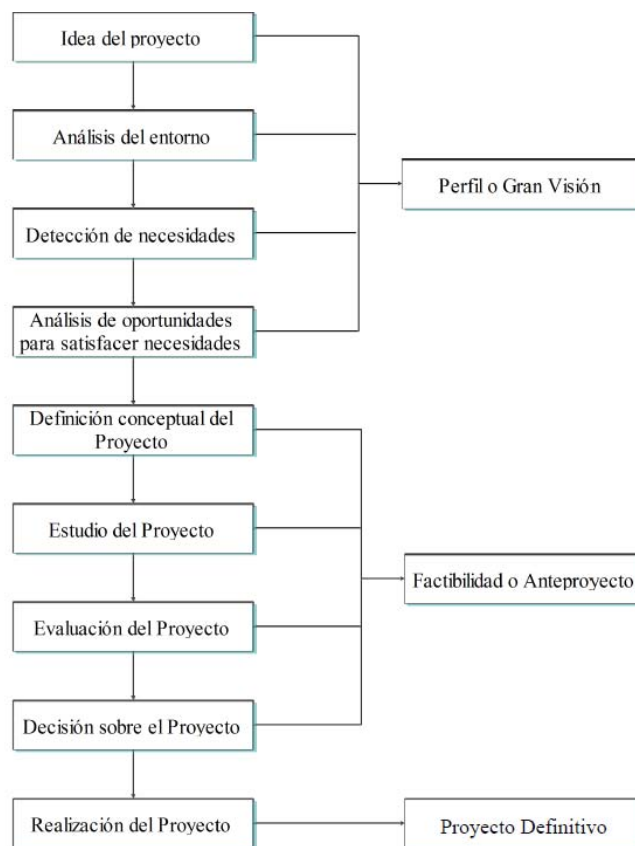 Idea del proyecto
Análisis del entorno
Perfil o Gran Visión
Detección de necesidades
Análisis de oportunidades
para satisfacer necesidades
Definición conceptual del
Proyecto
Estudio del Proyecto
Factibilidad o Anteproyecto
Evaluación del Proyecto
Decisión sobre el Proyecto
Realización del Proyecto
Proyecto Definitivo